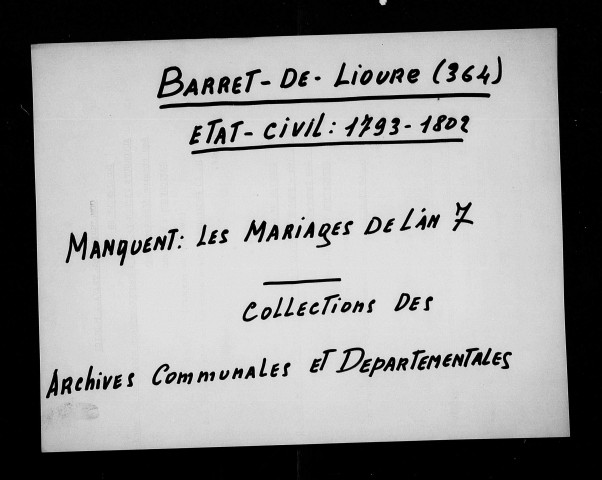 BARRET-DE-LIOURE (364)
ETAT-CIVIL: 1793-1802
MANQUENT: LES MARIAGES DE L'AN 7
COLLECTIONS DES
ARCHIVES COMMUNALES ET DEPARTEMENTALES